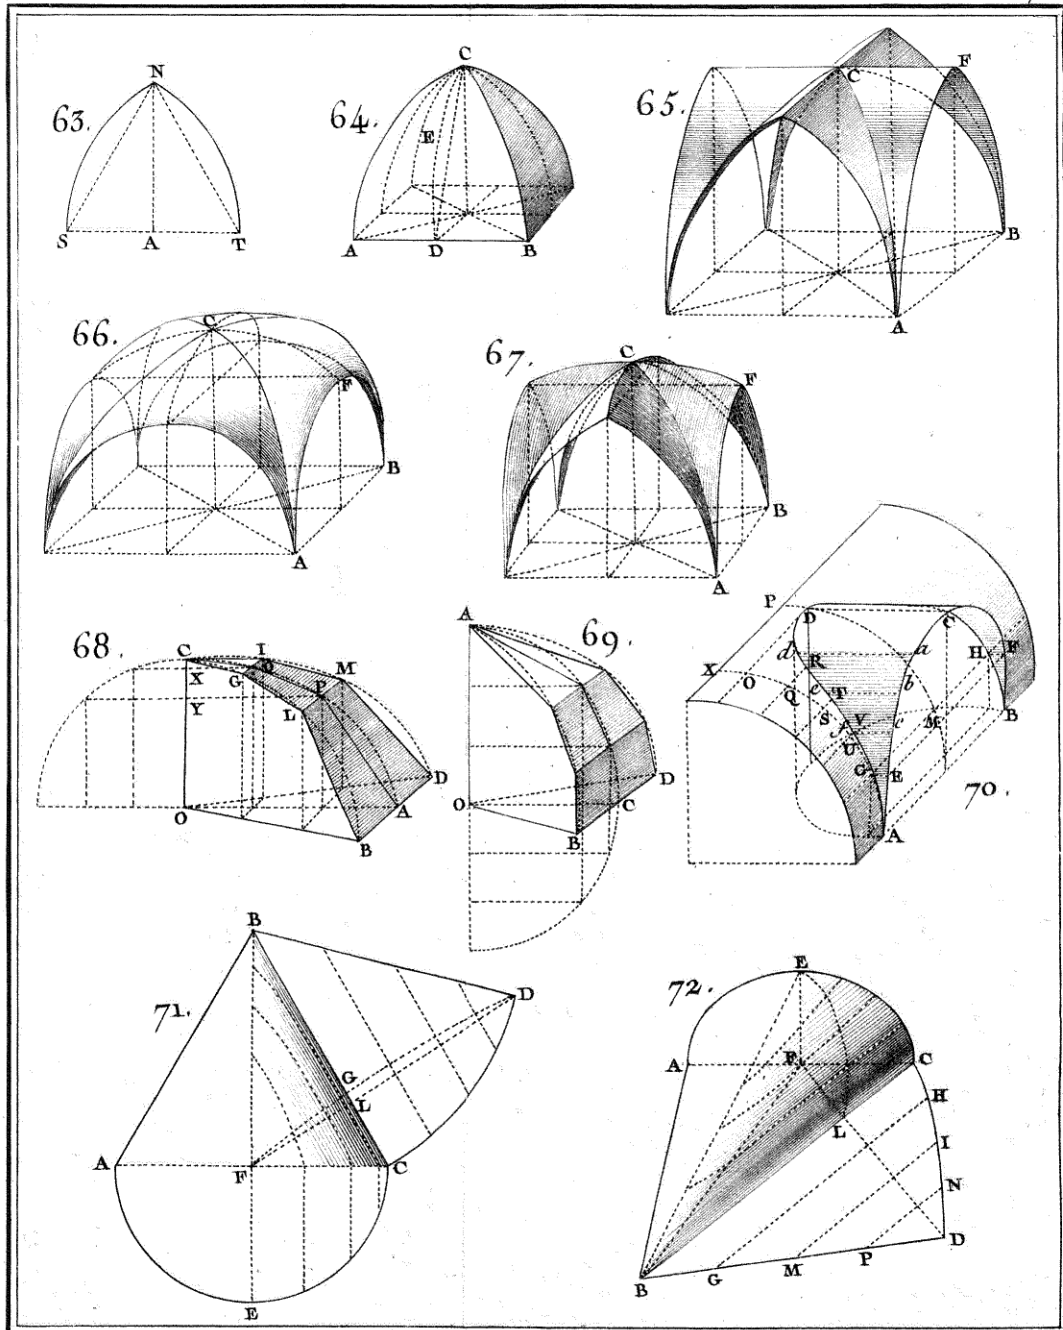 63.
N
S A T
64.
C
E
A D B
65.
C F
B
A
66.
C
F
B
A
67.
C
F
B
A
68.
C I M
X G Q P
Y L
D
O A
B
69.
A
D
O C
B
70.
P D C
d a H F
X R
O Q e T b
S f V c M B
U
G E
A
71.
B
D
G
L
A F C
E
72.
E
A F C
H
L
I
N
D
P
M
G
B